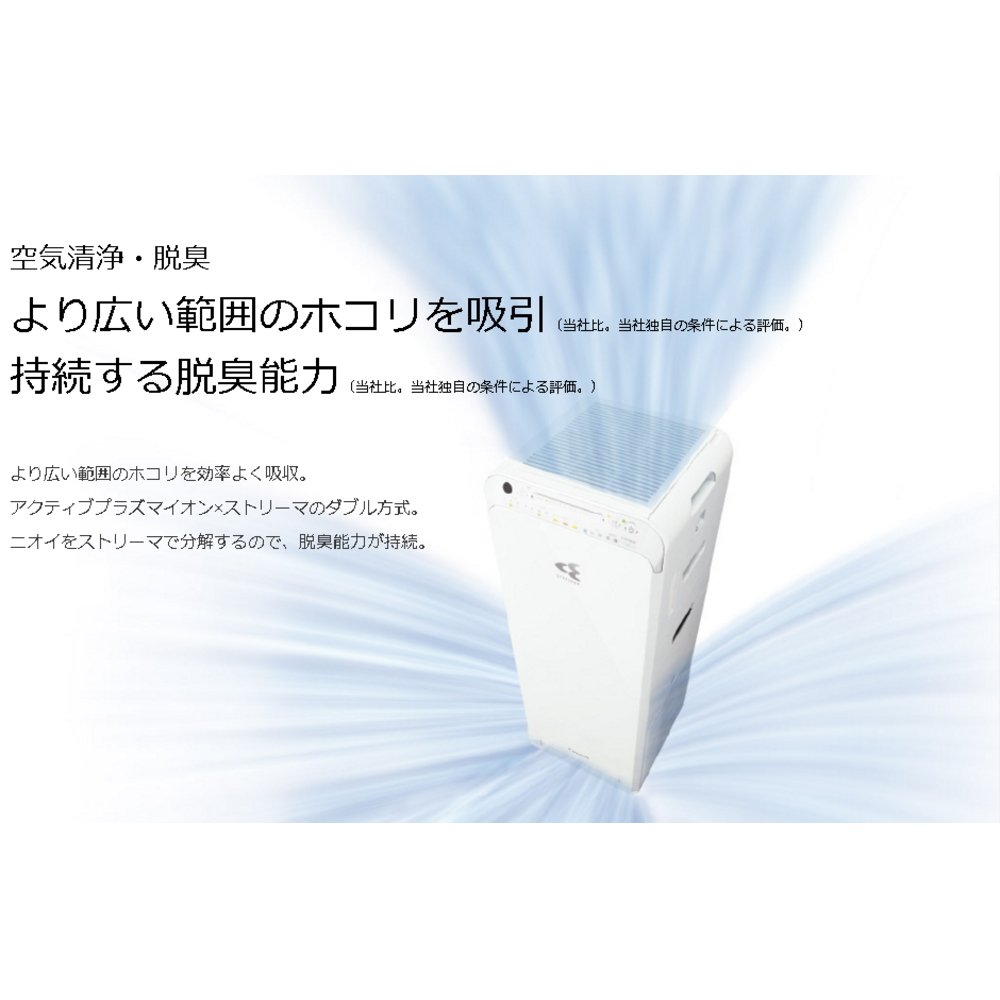 空気清浄・脱臭
より広い範囲のホコリを吸引（当社比。当社独自の条件による評価。）
持続する脱臭能力（当社比。当社独自の条件による評価。）
より広い範囲のホコリを効率よく吸収。
アクティブプラズマイオン×ストリーマのダブル方式。
ニオイをストリーマで分解するので、脱臭能力が持続。